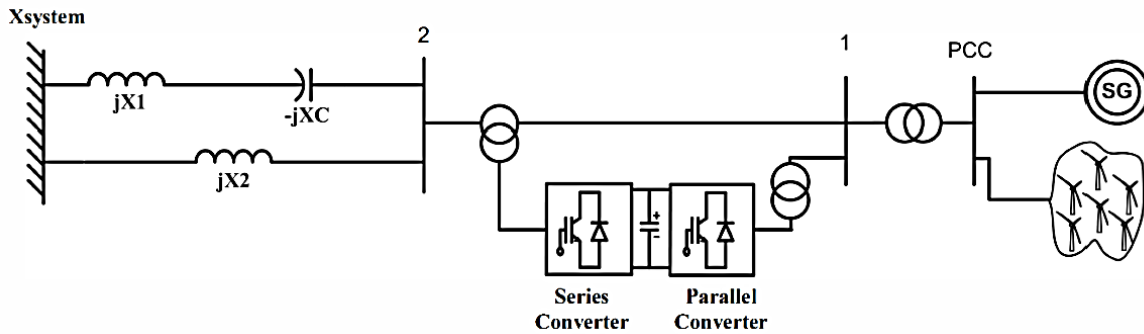 Xsystem
2
1
PCC
SG
jX1
-jXC
jX2
+
-
Series
Converter
Parallel
Converter